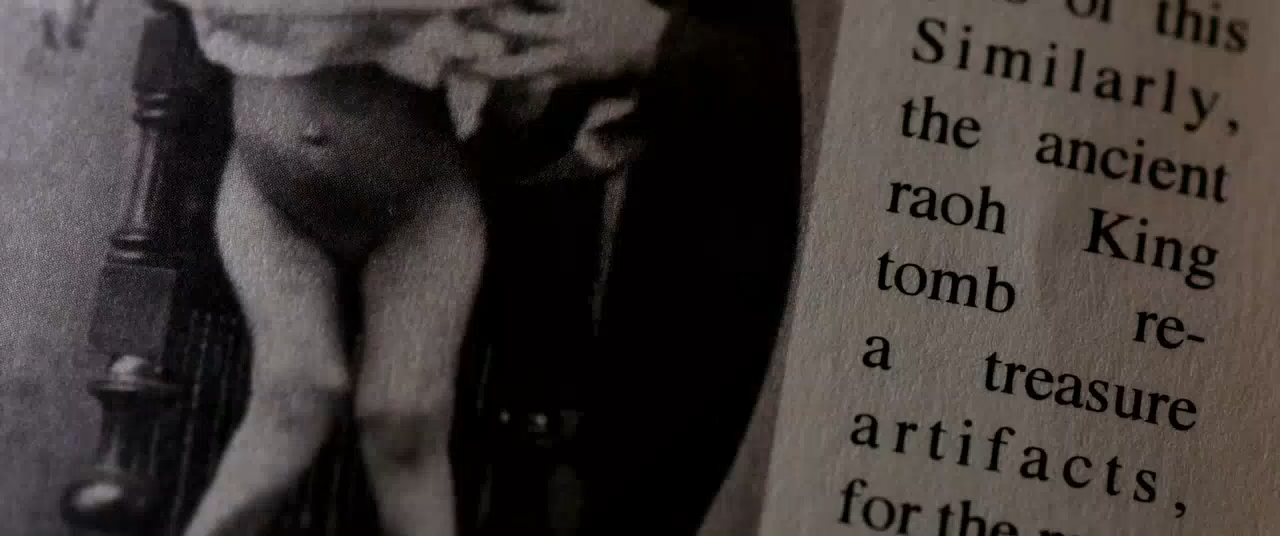 of this
Similarly,
the ancient
raoh King
tomb re-
a treasure
artifacts,
for the